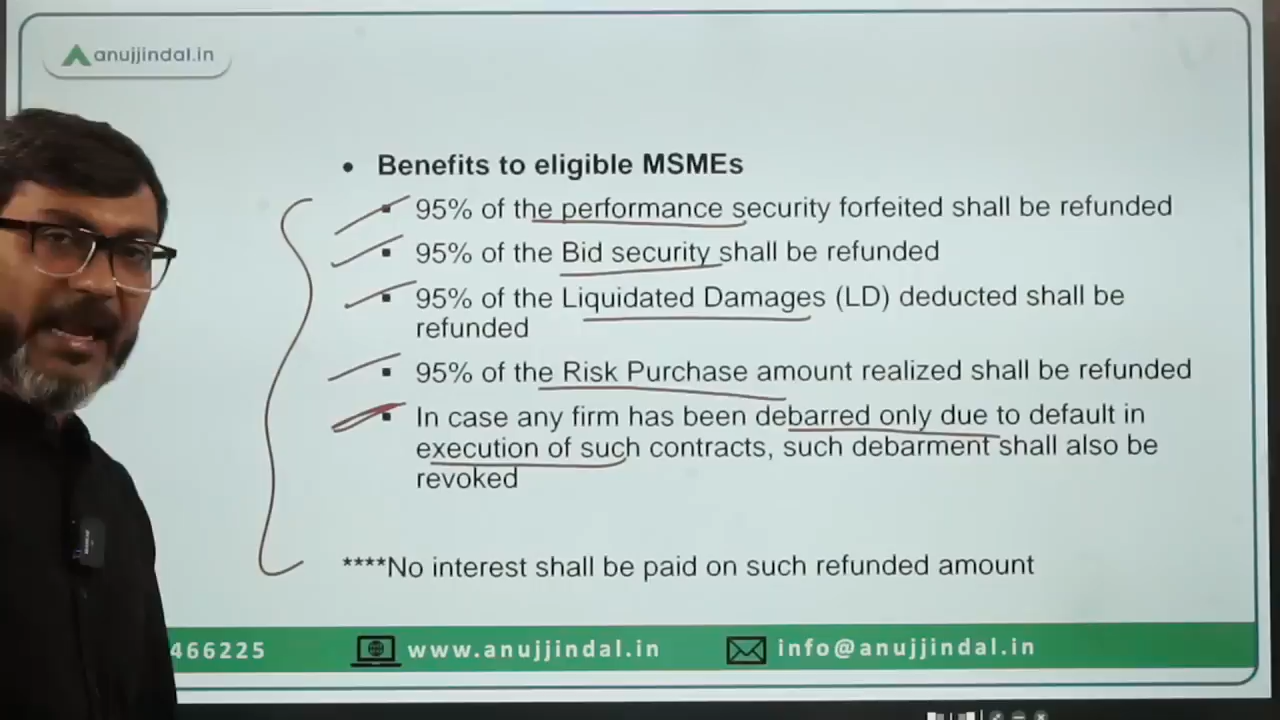 anujjindal.in
• Benefits to eligible MSMEs
▪ 95% of the performance security forfeited shall be refunded
▪ 95% of the Bid security shall be refunded
▪ 95% of the Liquidated Damages (LD) deducted shall be
refunded
▪ 95% of the Risk Purchase amount realized shall be refunded
▪ In case any firm has been debarred only due to default in
execution of such contracts, such debarment shall also be
revoked
****No interest shall be paid on such refunded amount
466225 www.anujjindal.in info@anujjindal.in